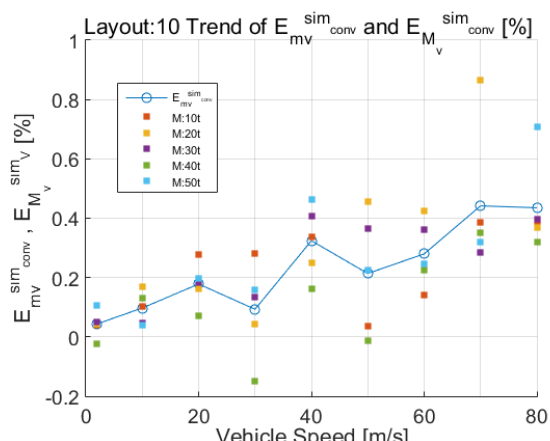 Layout:10 Trend of E_mv^sim_conv and E_M_v^sim_conv [%]
1
0.8
0.6
0.4
0.2
0
-0.2
E_mv^sim_conv , E_M_v^sim_v [%]
E_mv^sim_conv
M:10t
M:20t
M:30t
M:40t
M:50t
0 20 40 60 80
Vehicle Speed [m/s]